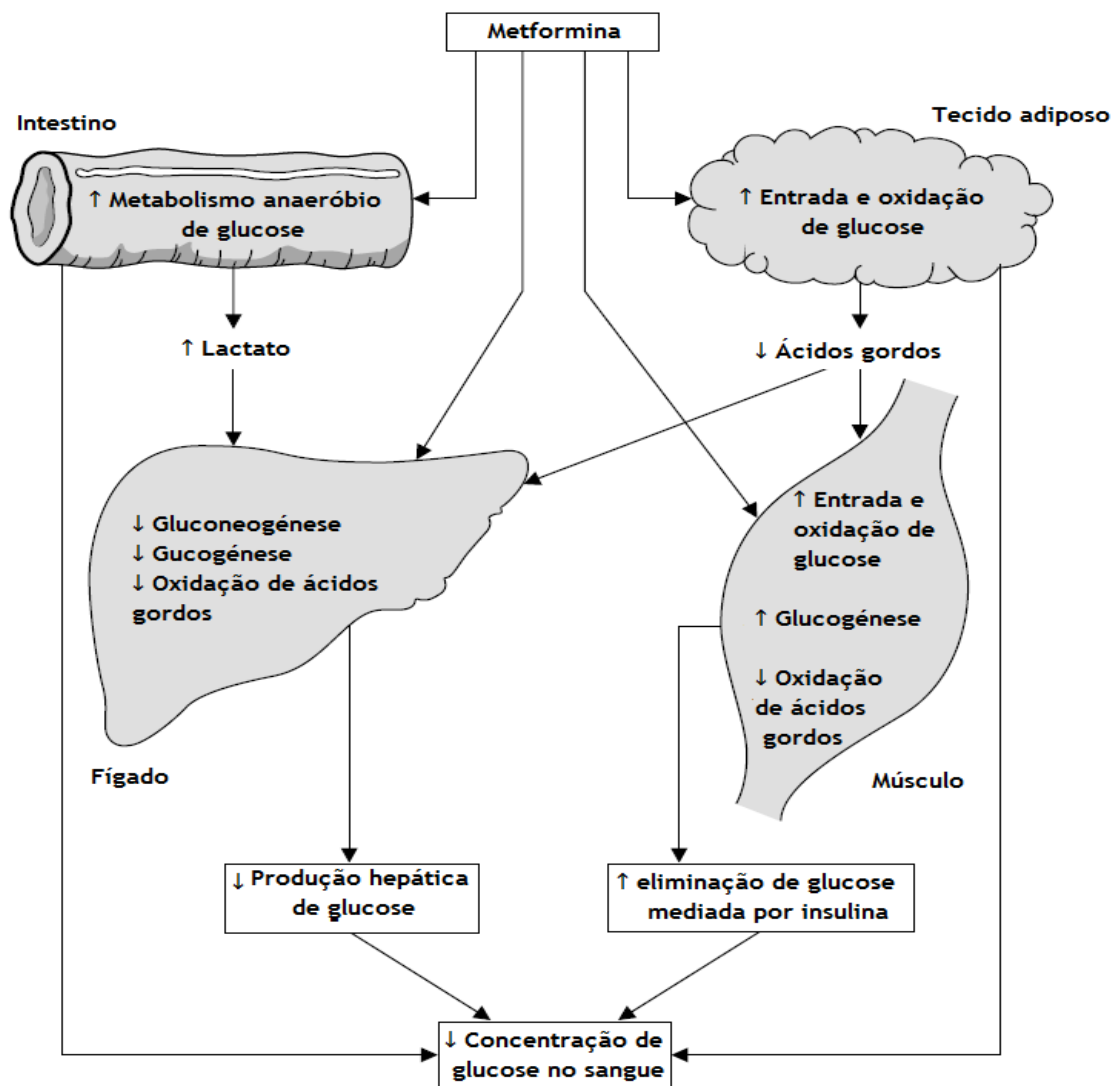 Metformina
Intestino
Tecido adiposo
↑ Metabolismo anaeróbio
de glucose
↑ Entrada e oxidação
de glucose
↑ Lactato
↓ Ácidos gordos
↓ Gluconeogénese
↓ Gucogénese
↓ Oxidação de ácidos
gordos
↑ Entrada e
oxidação de
glucose
↑ Glucogénese
↓ Oxidação
de ácidos
gordos
Fígado
Músculo
↓ Produção hepática
de glucose
↑ eliminação de glucose
mediada por insulina
↓ Concentração de
glucose no sangue